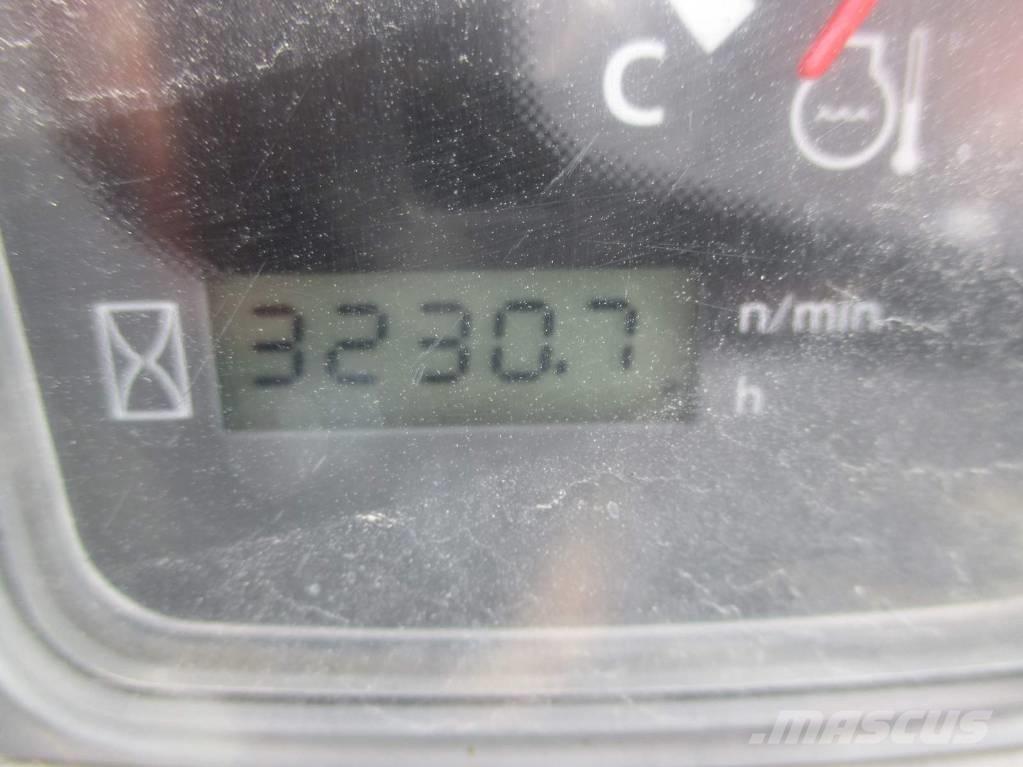 C
3230.7
n/min
h
MASCUS